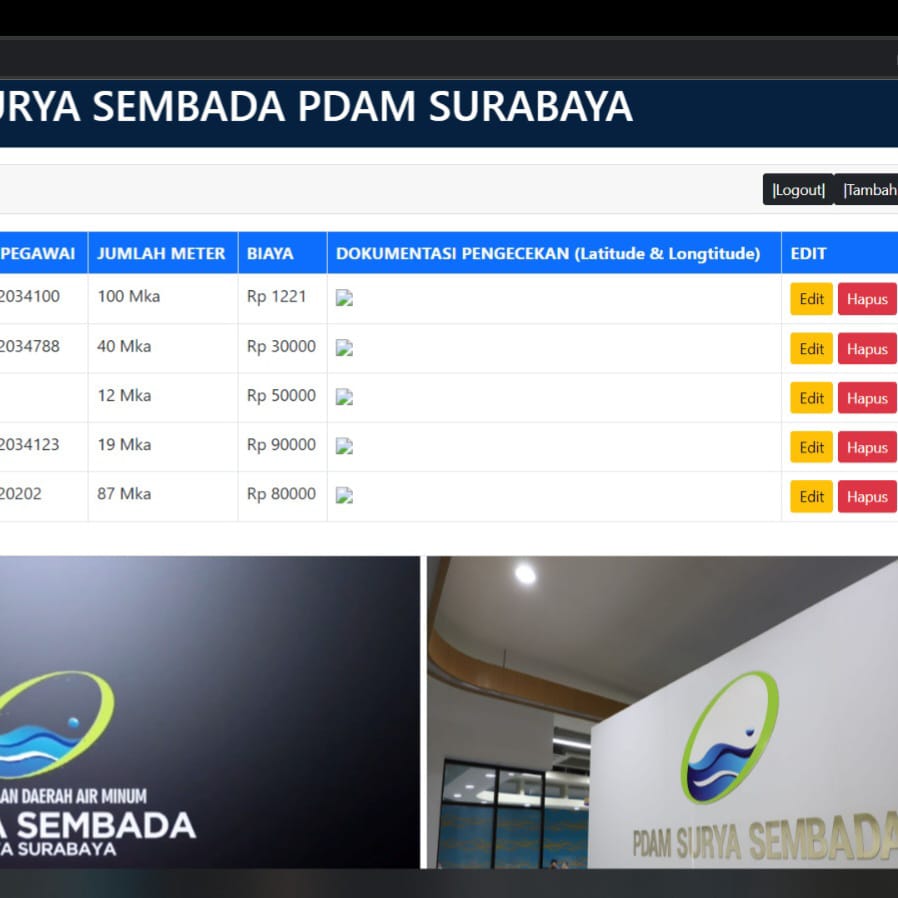 URYA SEMBADA PDAM SURABAYA
|Logout| |Tambah
PEGAWAI JUMLAH METER BIAYA DOKUMENTASI PENGECEKAN (Latitude & Longtitude) EDIT
2034100 100 Mka Rp 1221 Edit Hapus
2034788 40 Mka Rp 30000 Edit Hapus
12 Mka Rp 50000 Edit Hapus
2034123 19 Mka Rp 90000 Edit Hapus
20202 87 Mka Rp 80000 Edit Hapus
AN DAERAH AIR MINUM
A SEMBADA
TA SURABAYA
PDAM SURYA SEMBADA